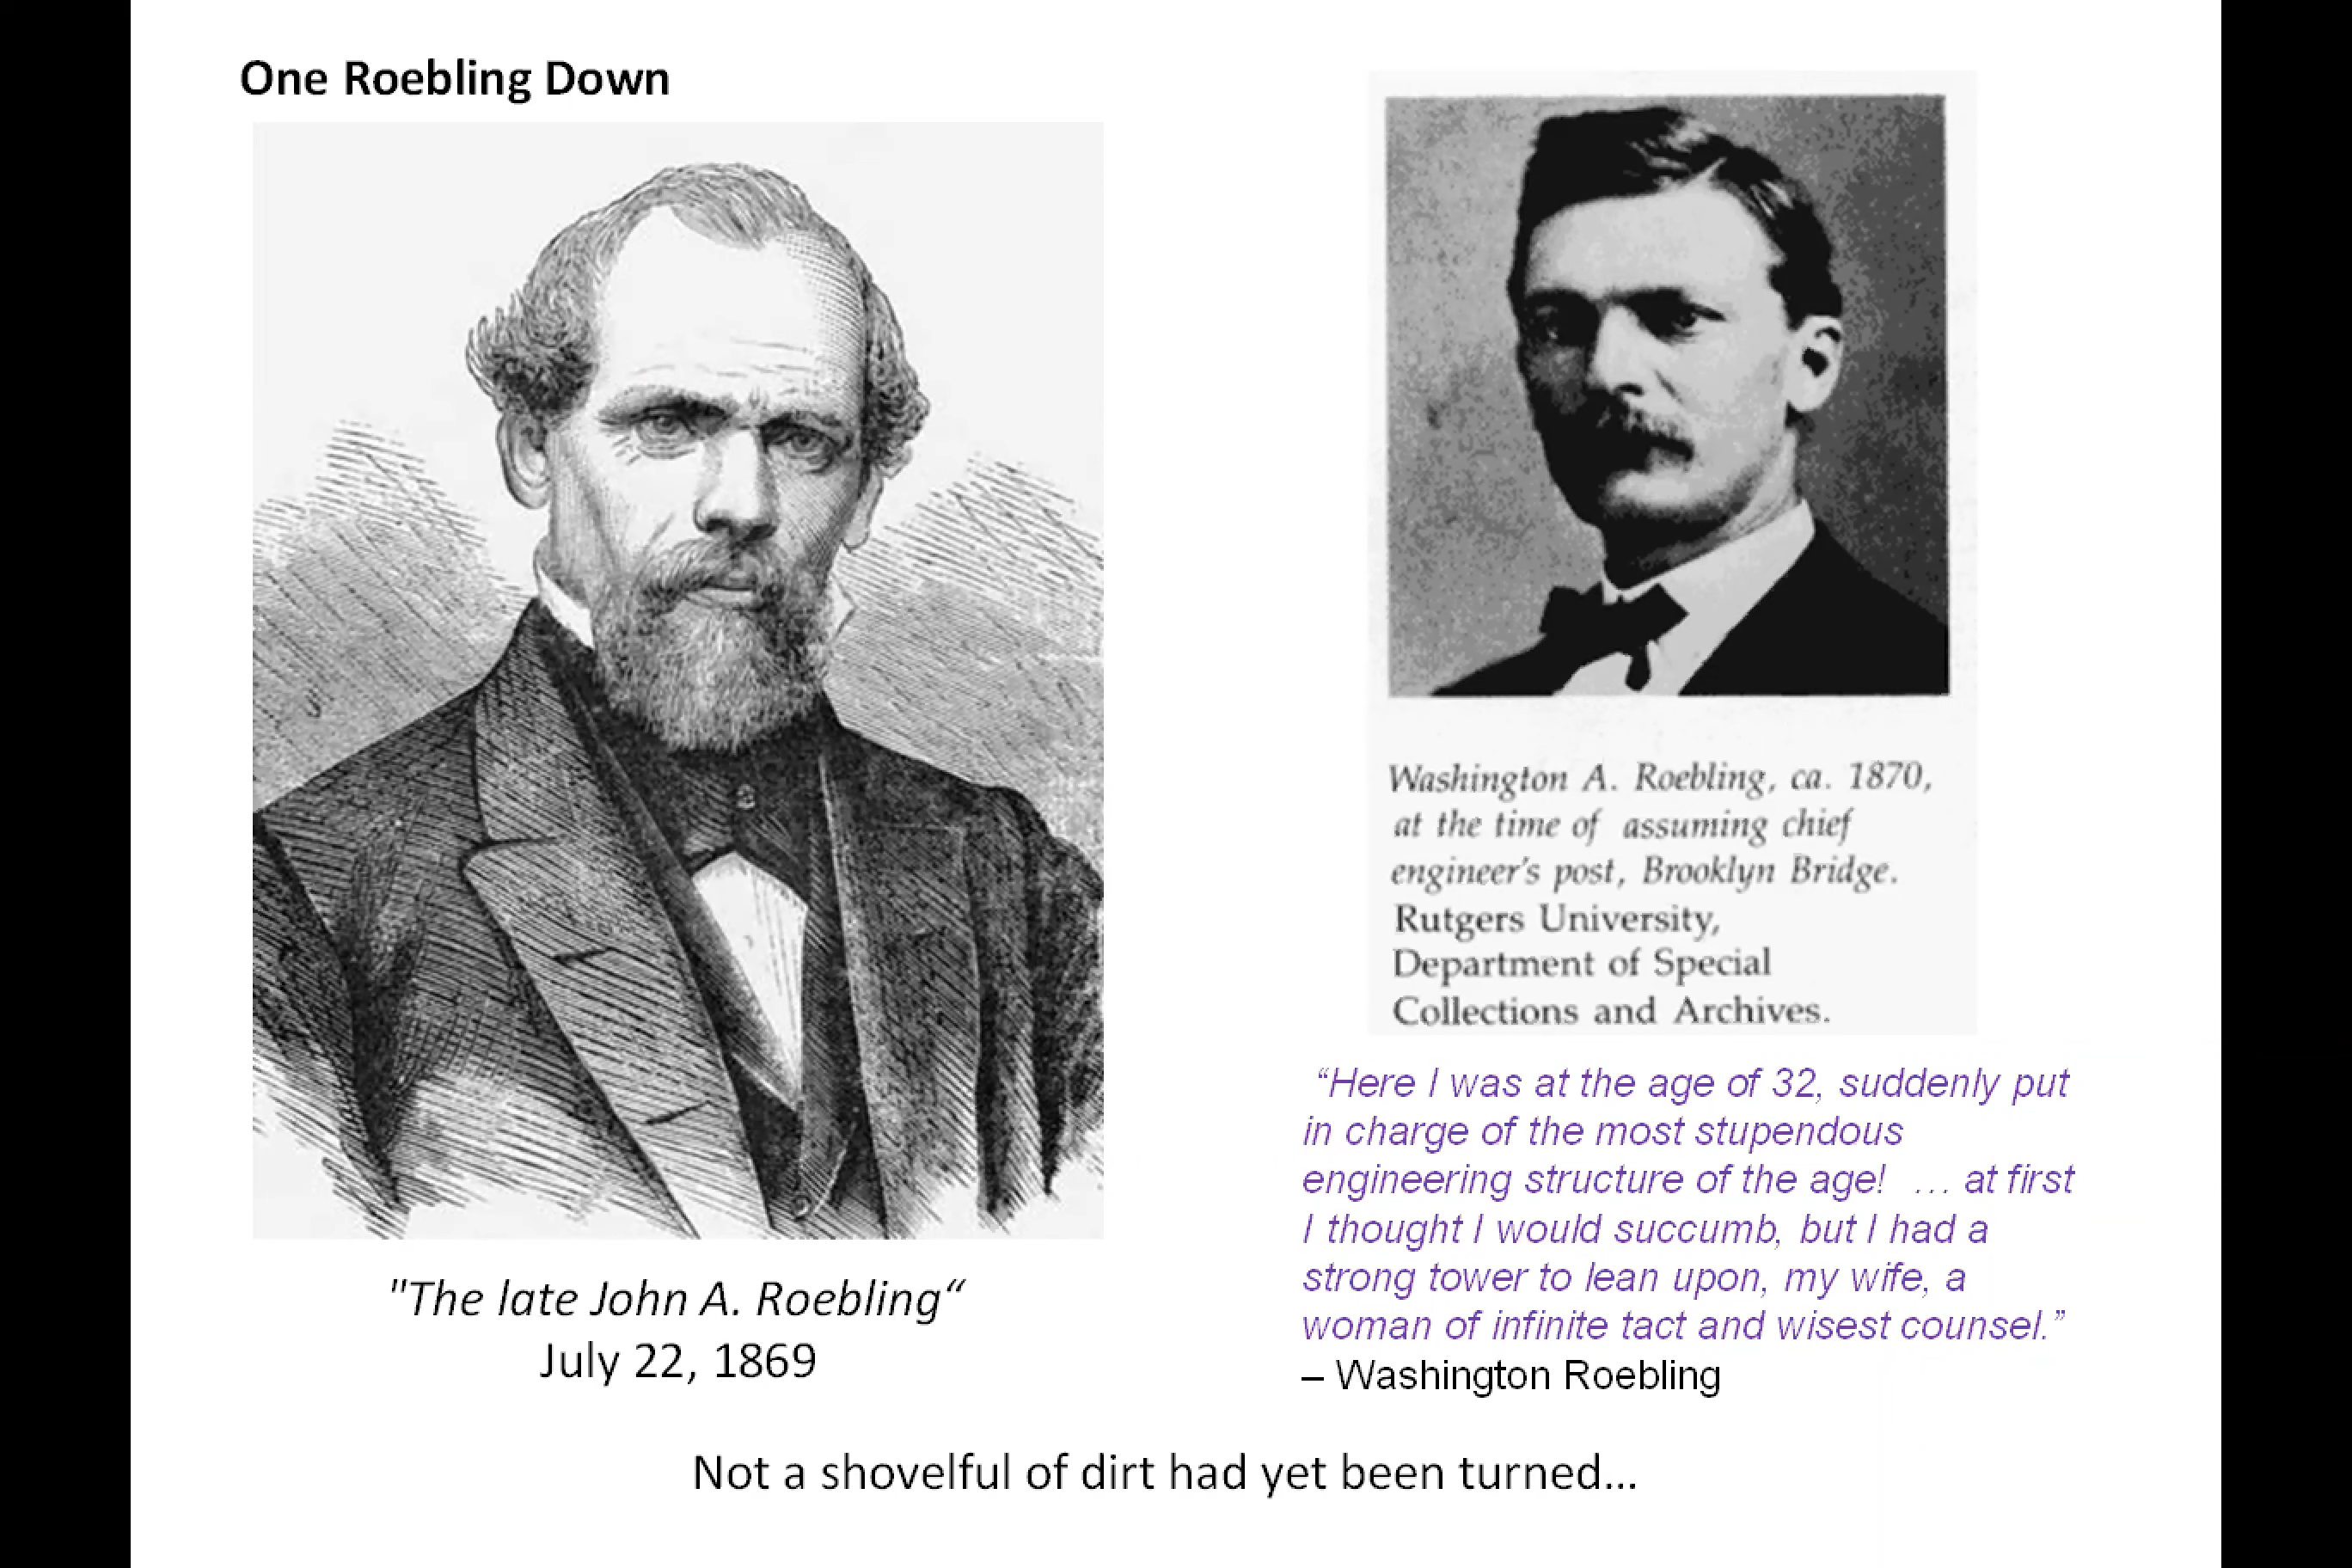 One Roebling Down
"The late John A. Roebling“
July 22, 1869
Washington A. Roebling, ca. 1870,
at the time of assuming chief
engineer's post, Brooklyn Bridge.
Rutgers University,
Department of Special
Collections and Archives.
“Here I was at the age of 32, suddenly put
in charge of the most stupendous
engineering structure of the age!  … at first
I thought I would succumb, but I had a
strong tower to lean upon, my wife, a
woman of infinite tact and wisest counsel.”
– Washington Roebling
Not a shovelful of dirt had yet been turned…